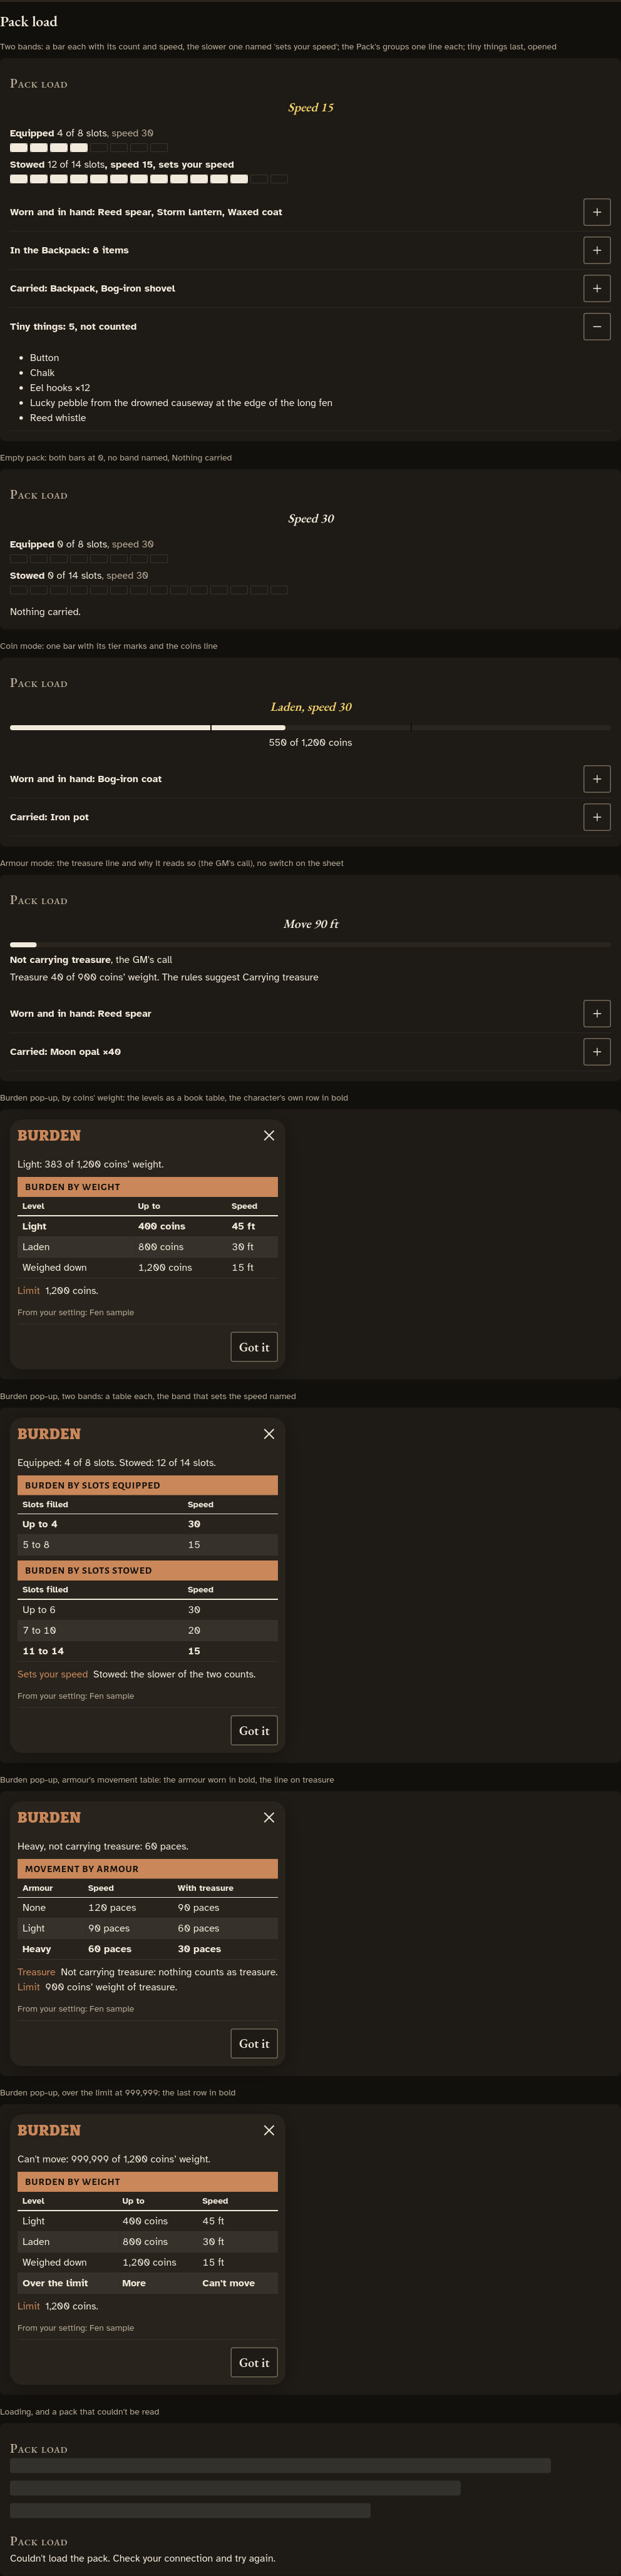 Pack load
Two bands: a bar each with its count and speed, the slower one named 'sets your speed'; the Pack's groups one line each; tiny things last, opened
Pack load
Speed 15
Equipped 4 of 8 slots, speed 30
Stowed 12 of 14 slots, speed 15, sets your speed
Worn and in hand: Reed spear, Storm lantern, Waxed coat
+
In the Backpack: 8 items
+
Carried: Backpack, Bog-iron shovel
+
Tiny things: 5, not counted
−
• Button
• Chalk
• Eel hooks ×12
• Lucky pebble from the drowned causeway at the edge of the long fen
• Reed whistle
Empty pack: both bars at 0, no band named, Nothing carried
Pack load
Speed 30
Equipped 0 of 8 slots, speed 30
Stowed 0 of 14 slots, speed 30
Nothing carried.
Coin mode: one bar with its tier marks and the coins line
Pack load
Laden, speed 30
550 of 1,200 coins
Worn and in hand: Bog-iron coat
+
Carried: Iron pot
+
Armour mode: the treasure line and why it reads so (the GM's call), no switch on the sheet
Pack load
Move 90 ft
Not carrying treasure, the GM's call
Treasure 40 of 900 coins' weight. The rules suggest Carrying treasure
Worn and in hand: Reed spear
+
Carried: Moon opal ×40
+
Burden pop-up, by coins' weight: the levels as a book table, the character's own row in bold
BURDEN
Light: 383 of 1,200 coins' weight.
BURDEN BY WEIGHT
Level Up to Speed
Light 400 coins 45 ft
Laden 800 coins 30 ft
Weighed down 1,200 coins 15 ft
Limit 1,200 coins.
From your setting: Fen sample
Got it
Burden pop-up, two bands: a table each, the band that sets the speed named
BURDEN
Equipped: 4 of 8 slots. Stowed: 12 of 14 slots.
BURDEN BY SLOTS EQUIPPED
Slots filled Speed
Up to 4 30
5 to 8 15
BURDEN BY SLOTS STOWED
Slots filled Speed
Up to 6 30
7 to 10 20
11 to 14 15
Sets your speed Stowed: the slower of the two counts.
From your setting: Fen sample
Got it
Burden pop-up, armour's movement table: the armour worn in bold, the line on treasure
BURDEN
Heavy, not carrying treasure: 60 paces.
MOVEMENT BY ARMOUR
Armour Speed With treasure
None 120 paces 90 paces
Light 90 paces 60 paces
Heavy 60 paces 30 paces
Treasure Not carrying treasure: nothing counts as treasure.
Limit 900 coins' weight of treasure.
From your setting: Fen sample
Got it
Burden pop-up, over the limit at 999,999: the last row in bold
BURDEN
Can't move: 999,999 of 1,200 coins' weight.
BURDEN BY WEIGHT
Level Up to Speed
Light 400 coins 45 ft
Laden 800 coins 30 ft
Weighed down 1,200 coins 15 ft
Over the limit More Can't move
Limit 1,200 coins.
From your setting: Fen sample
Got it
Loading, and a pack that couldn't be read
Pack load
Pack load
Couldn't load the pack. Check your connection and try again.